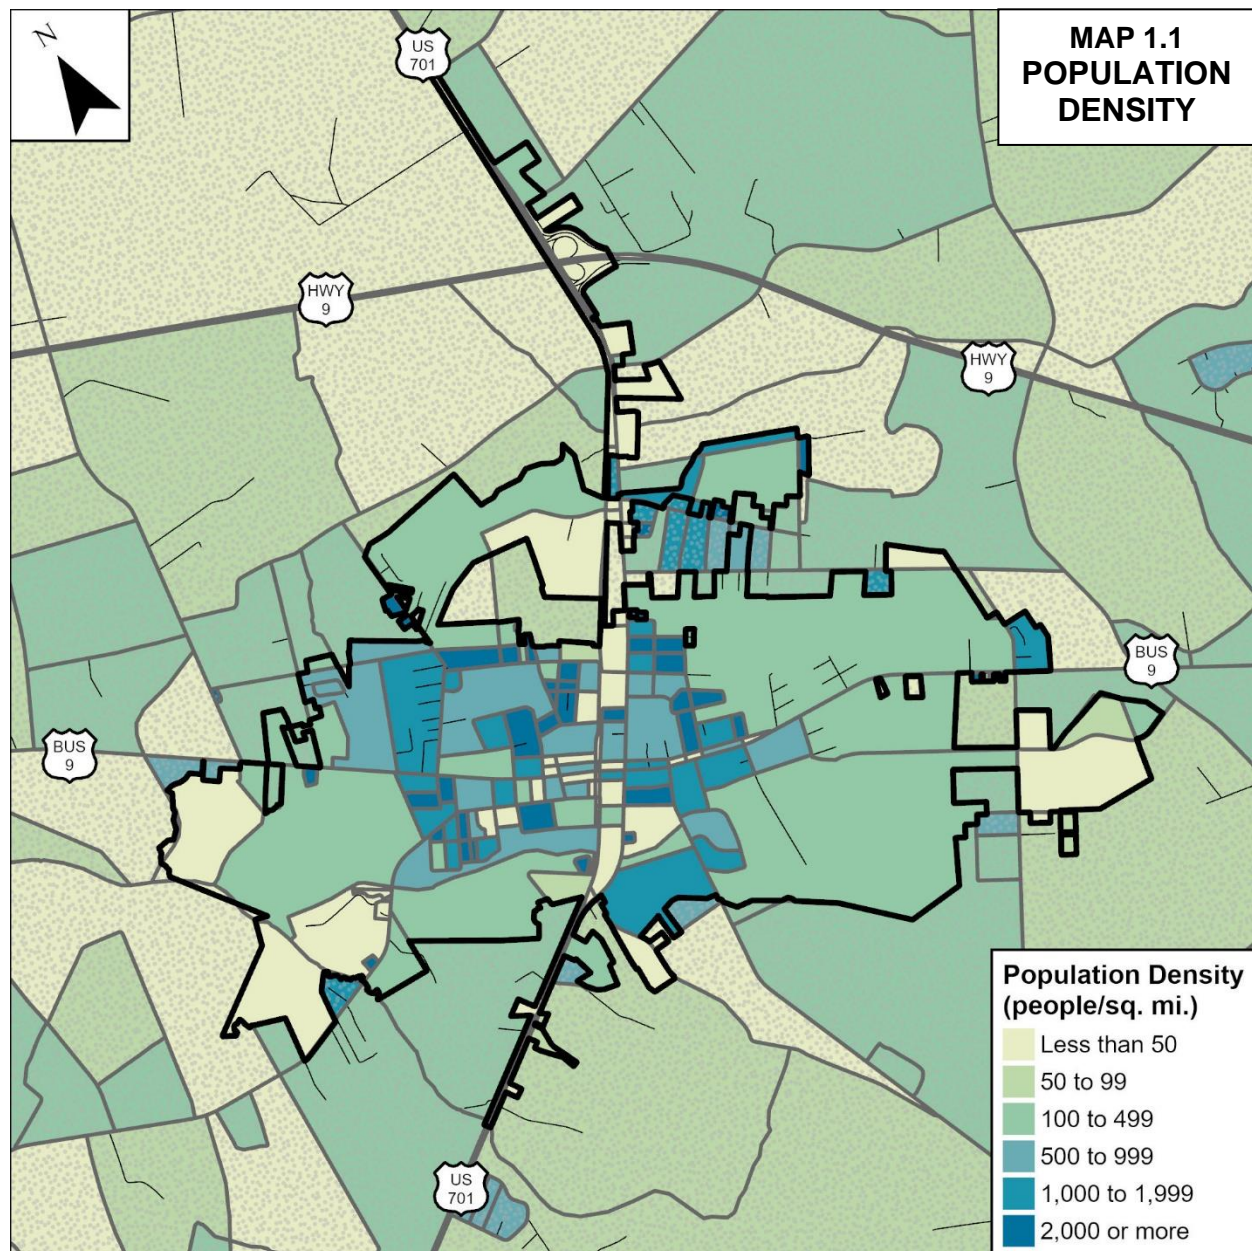 N
US
701
MAP 1.1
POPULATION
DENSITY
HWY
9
HWY
9
BUS
9
BUS
9
US
701
Population Density
(people/sq. mi.)
Less than 50
50 to 99
100 to 499
500 to 999
1,000 to 1,999
2,000 or more